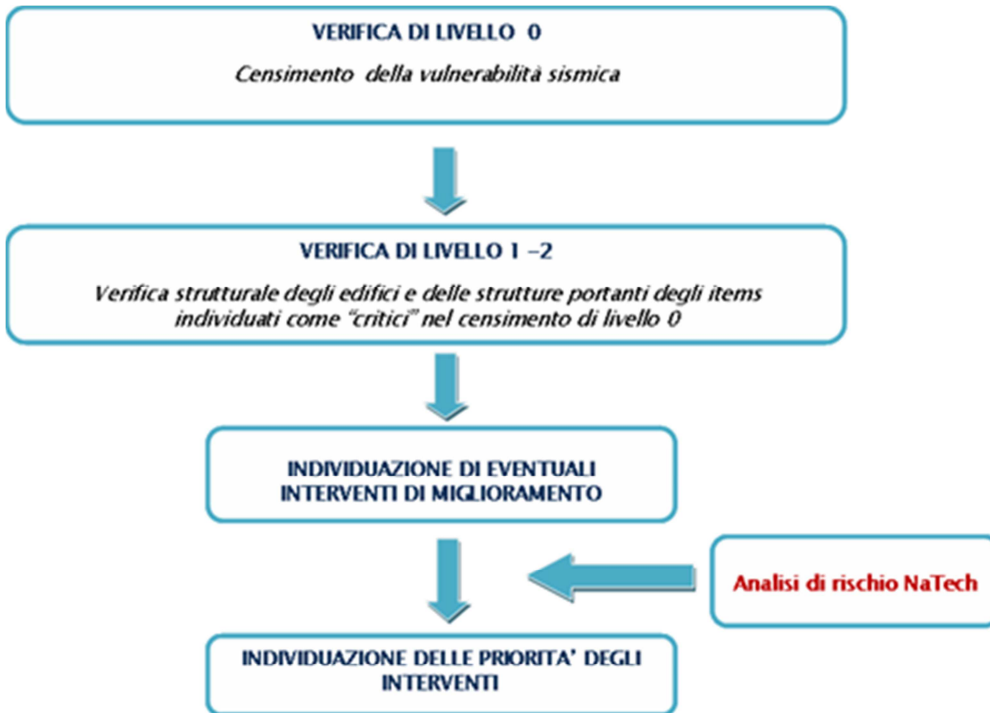 VERIFICA DI LIVELLO 0
Censimento della vulnerabilità sismica
VERIFICA DI LIVELLO 1 –2
Verifica strutturale degli edifici e delle strutture portanti degli items
individuati come “critici” nel censimento di livello 0
INDIVIDUAZIONE DI EVENTUALI
INTERVENTI DI MIGLIORAMENTO
Analisi di rischio NaTech
INDIVIDUAZIONE DELLE PRIORITA’ DEGLI
INTERVENTI